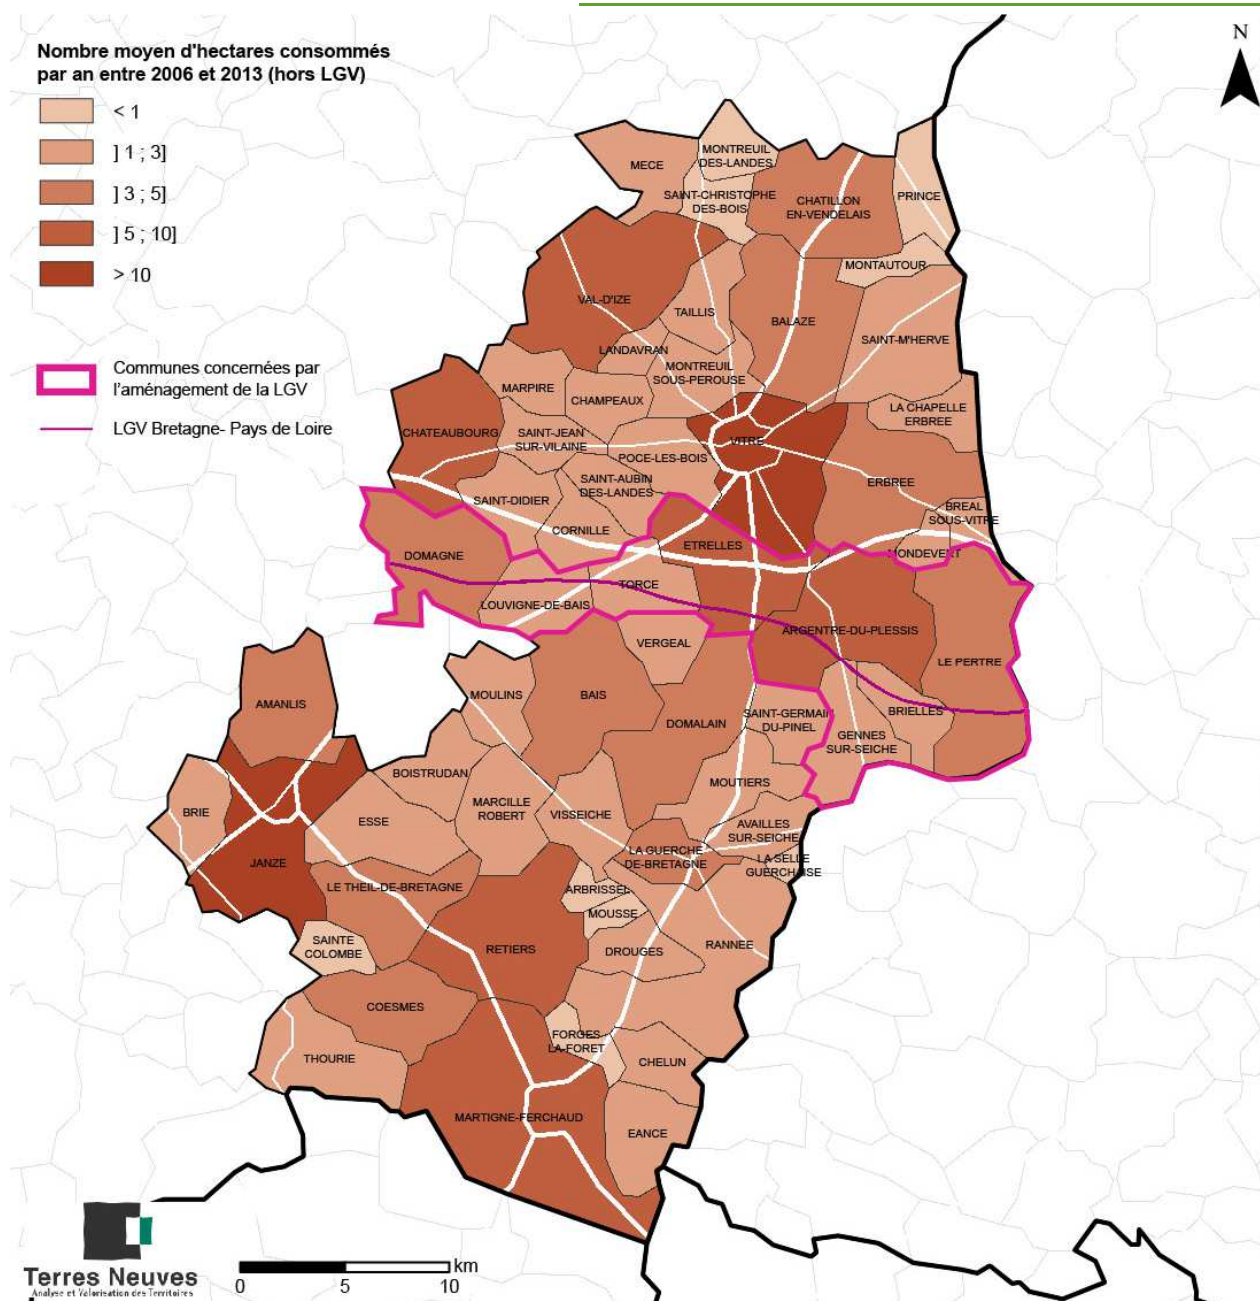 N
Nombre moyen d'hectares consommés
par an entre 2006 et 2013 (hors LGV)
< 1
] 1 ; 3]
] 3 ; 5]
] 5 ; 10]
> 10
Communes concernées par
l'aménagement de la LGV
LGV Bretagne- Pays de Loire
MONTREUIL
DES-LANDES
MECE
SAINT-CHRISTOPHE
DES-BOIS
CHATILLON
EN-VENDELAIS
PRINCE
MONTAUTOUR
VAL-D'IZE
TAILLIS
BALAZE
SAINT-M'HERVE
LANDAVRAN
MONTREUIL
SOUS-PEROUSE
MARPIRE
CHAMPEAUX
LA CHAPELLE
ERBREE
CHATEAUBOURG
SAINT-JEAN
SUR-VILAINE
VITRE
POCE-LES-BOIS
SAINT-AUBIN
DES-LANDES
ERBREE
SAINT-DIDIER
BREAL
SOUS-VITRE
CORNILLE
ETRELLES
MONDEVERT
DOMAGNE
TORCE
LOUVIGNE-DE-BAIS
ARGENTRE-DU-PLESSIS
VERGEAL
LE PERTRE
MOULINS
BAIS
AMANLIS
DOMALAIN
SAINT-GERMAI
DU-PINEL
BRIELLES
GENNES
SUR-SEICHE
BOISTRUDAN
MOUTIERS
MARCILLE
ROBERT
VISSEICHE
BRIE
ESSE
AVAILLES
SUR-SEICHE
LA GUERCHE
DE-BRETAGNE
JANZE
LA SELLE
GUERCHAISE
LE THEIL-DE-BRETAGNE
ARBRISSEL
MOUSSE
SAINTE
COLOMBE
RETIERS
DROUGES
RANNEE
COESMES
FORGES
LA-FORET
THOURIE
CHELUN
MARTIGNE-FERCHAUD
EANCE
Terres Neuves
Analyse et Valorisation des Territoires
km
0 5 10